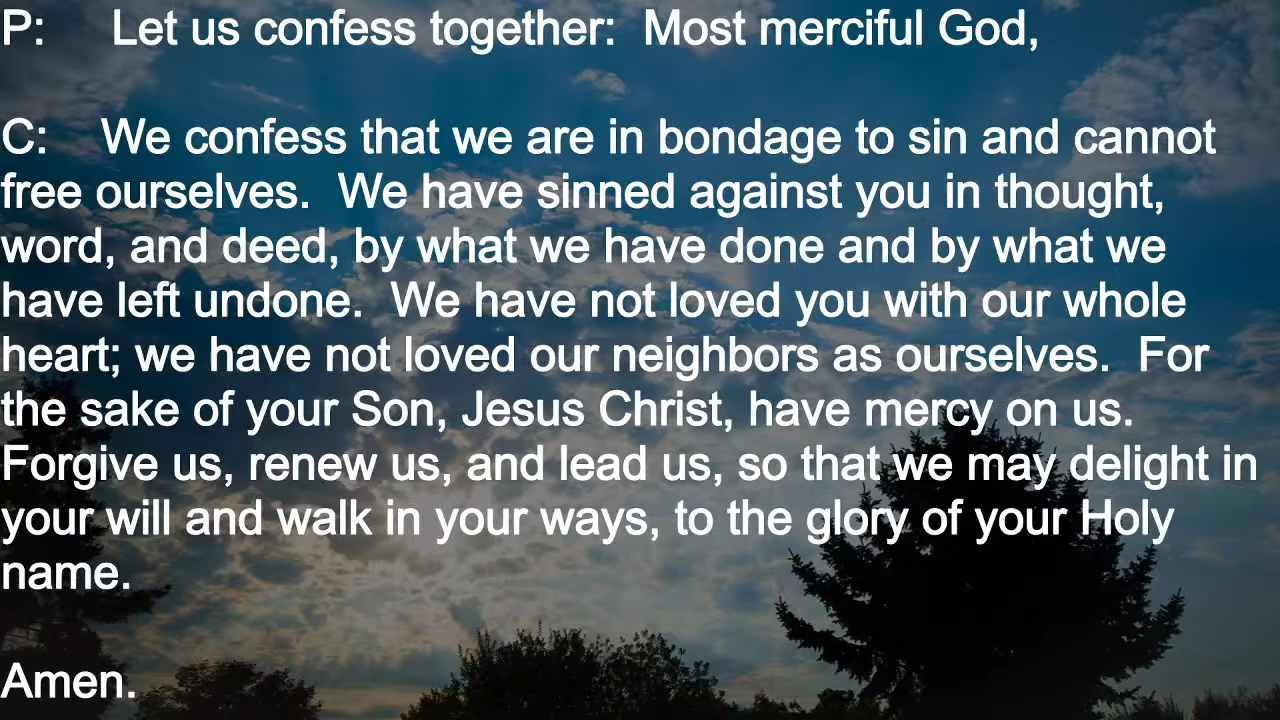 P: Let us confess together: Most merciful God,
C: We confess that we are in bondage to sin and cannot
free ourselves. We have sinned against you in thought,
word, and deed, by what we have done and by what we
have left undone. We have not loved you with our whole
heart; we have not loved our neighbors as ourselves. For
the sake of your Son, Jesus Christ, have mercy on us.
Forgive us, renew us, and lead us, so that we may delight in
your will and walk in your ways, to the glory of your Holy
name.
Amen.